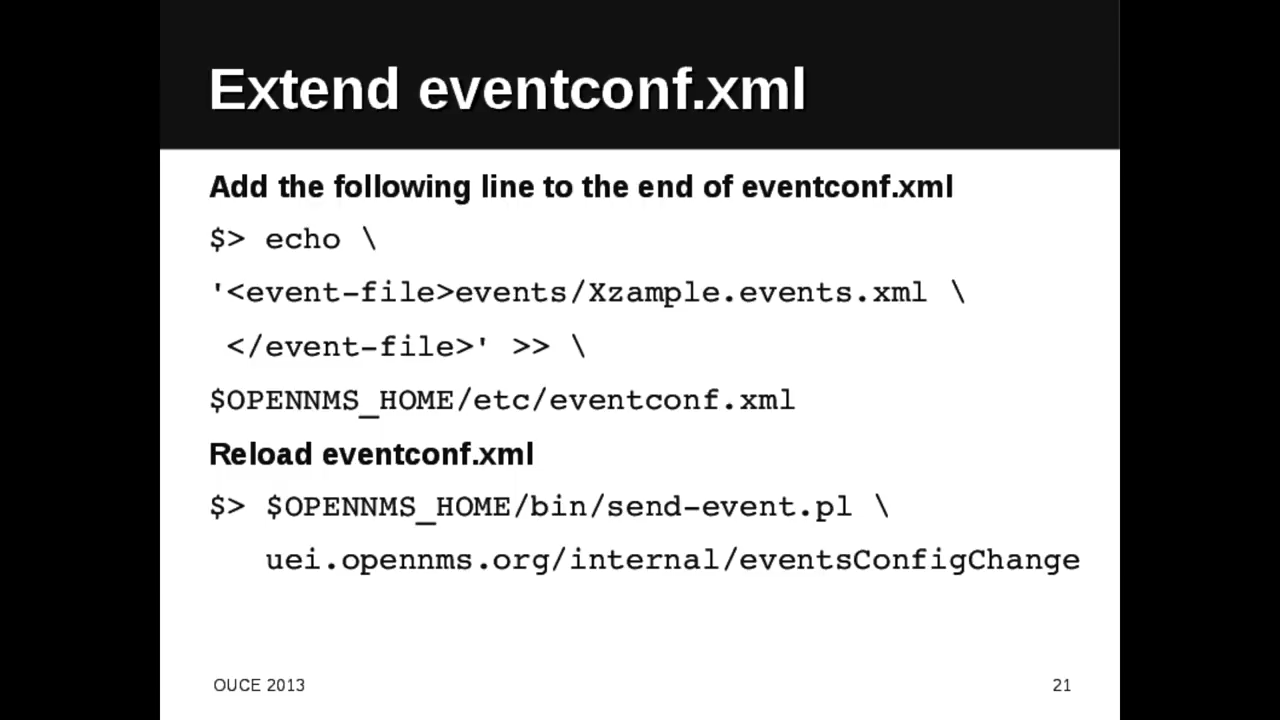 Extend eventconf.xml
Add the following line to the end of eventconf.xml
$> echo \
'<event-file>events/Xzample.events.xml \
</event-file>' >> \
$OPENNMS_HOME/etc/eventconf.xml
Reload eventconf.xml
$> $OPENNMS_HOME/bin/send-event.pl \
uei.opennms.org/internal/eventsConfigChange
OUCE 2013
21